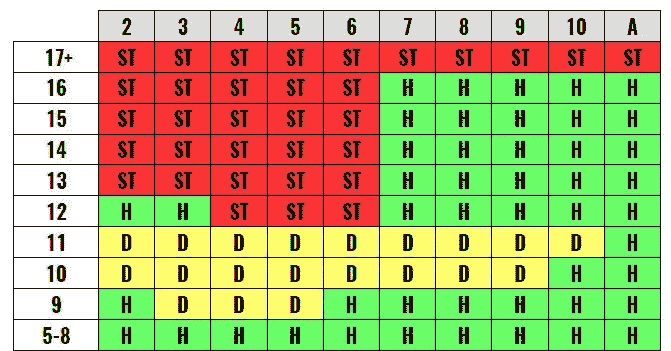 2 3 4 5 6 7 8 9 10 A
17+ ST ST ST ST ST ST ST ST ST ST
16 ST ST ST ST ST H H H H H
15 ST ST ST ST ST H H H H H
14 ST ST ST ST ST H H H H H
13 ST ST ST ST ST H H H H H
12 H H ST ST ST H H H H H
11 D D D D D D D D D H
10 D D D D D D D D H H
9 H D D D H H H H H H
5-8 H H H H H H H H H H